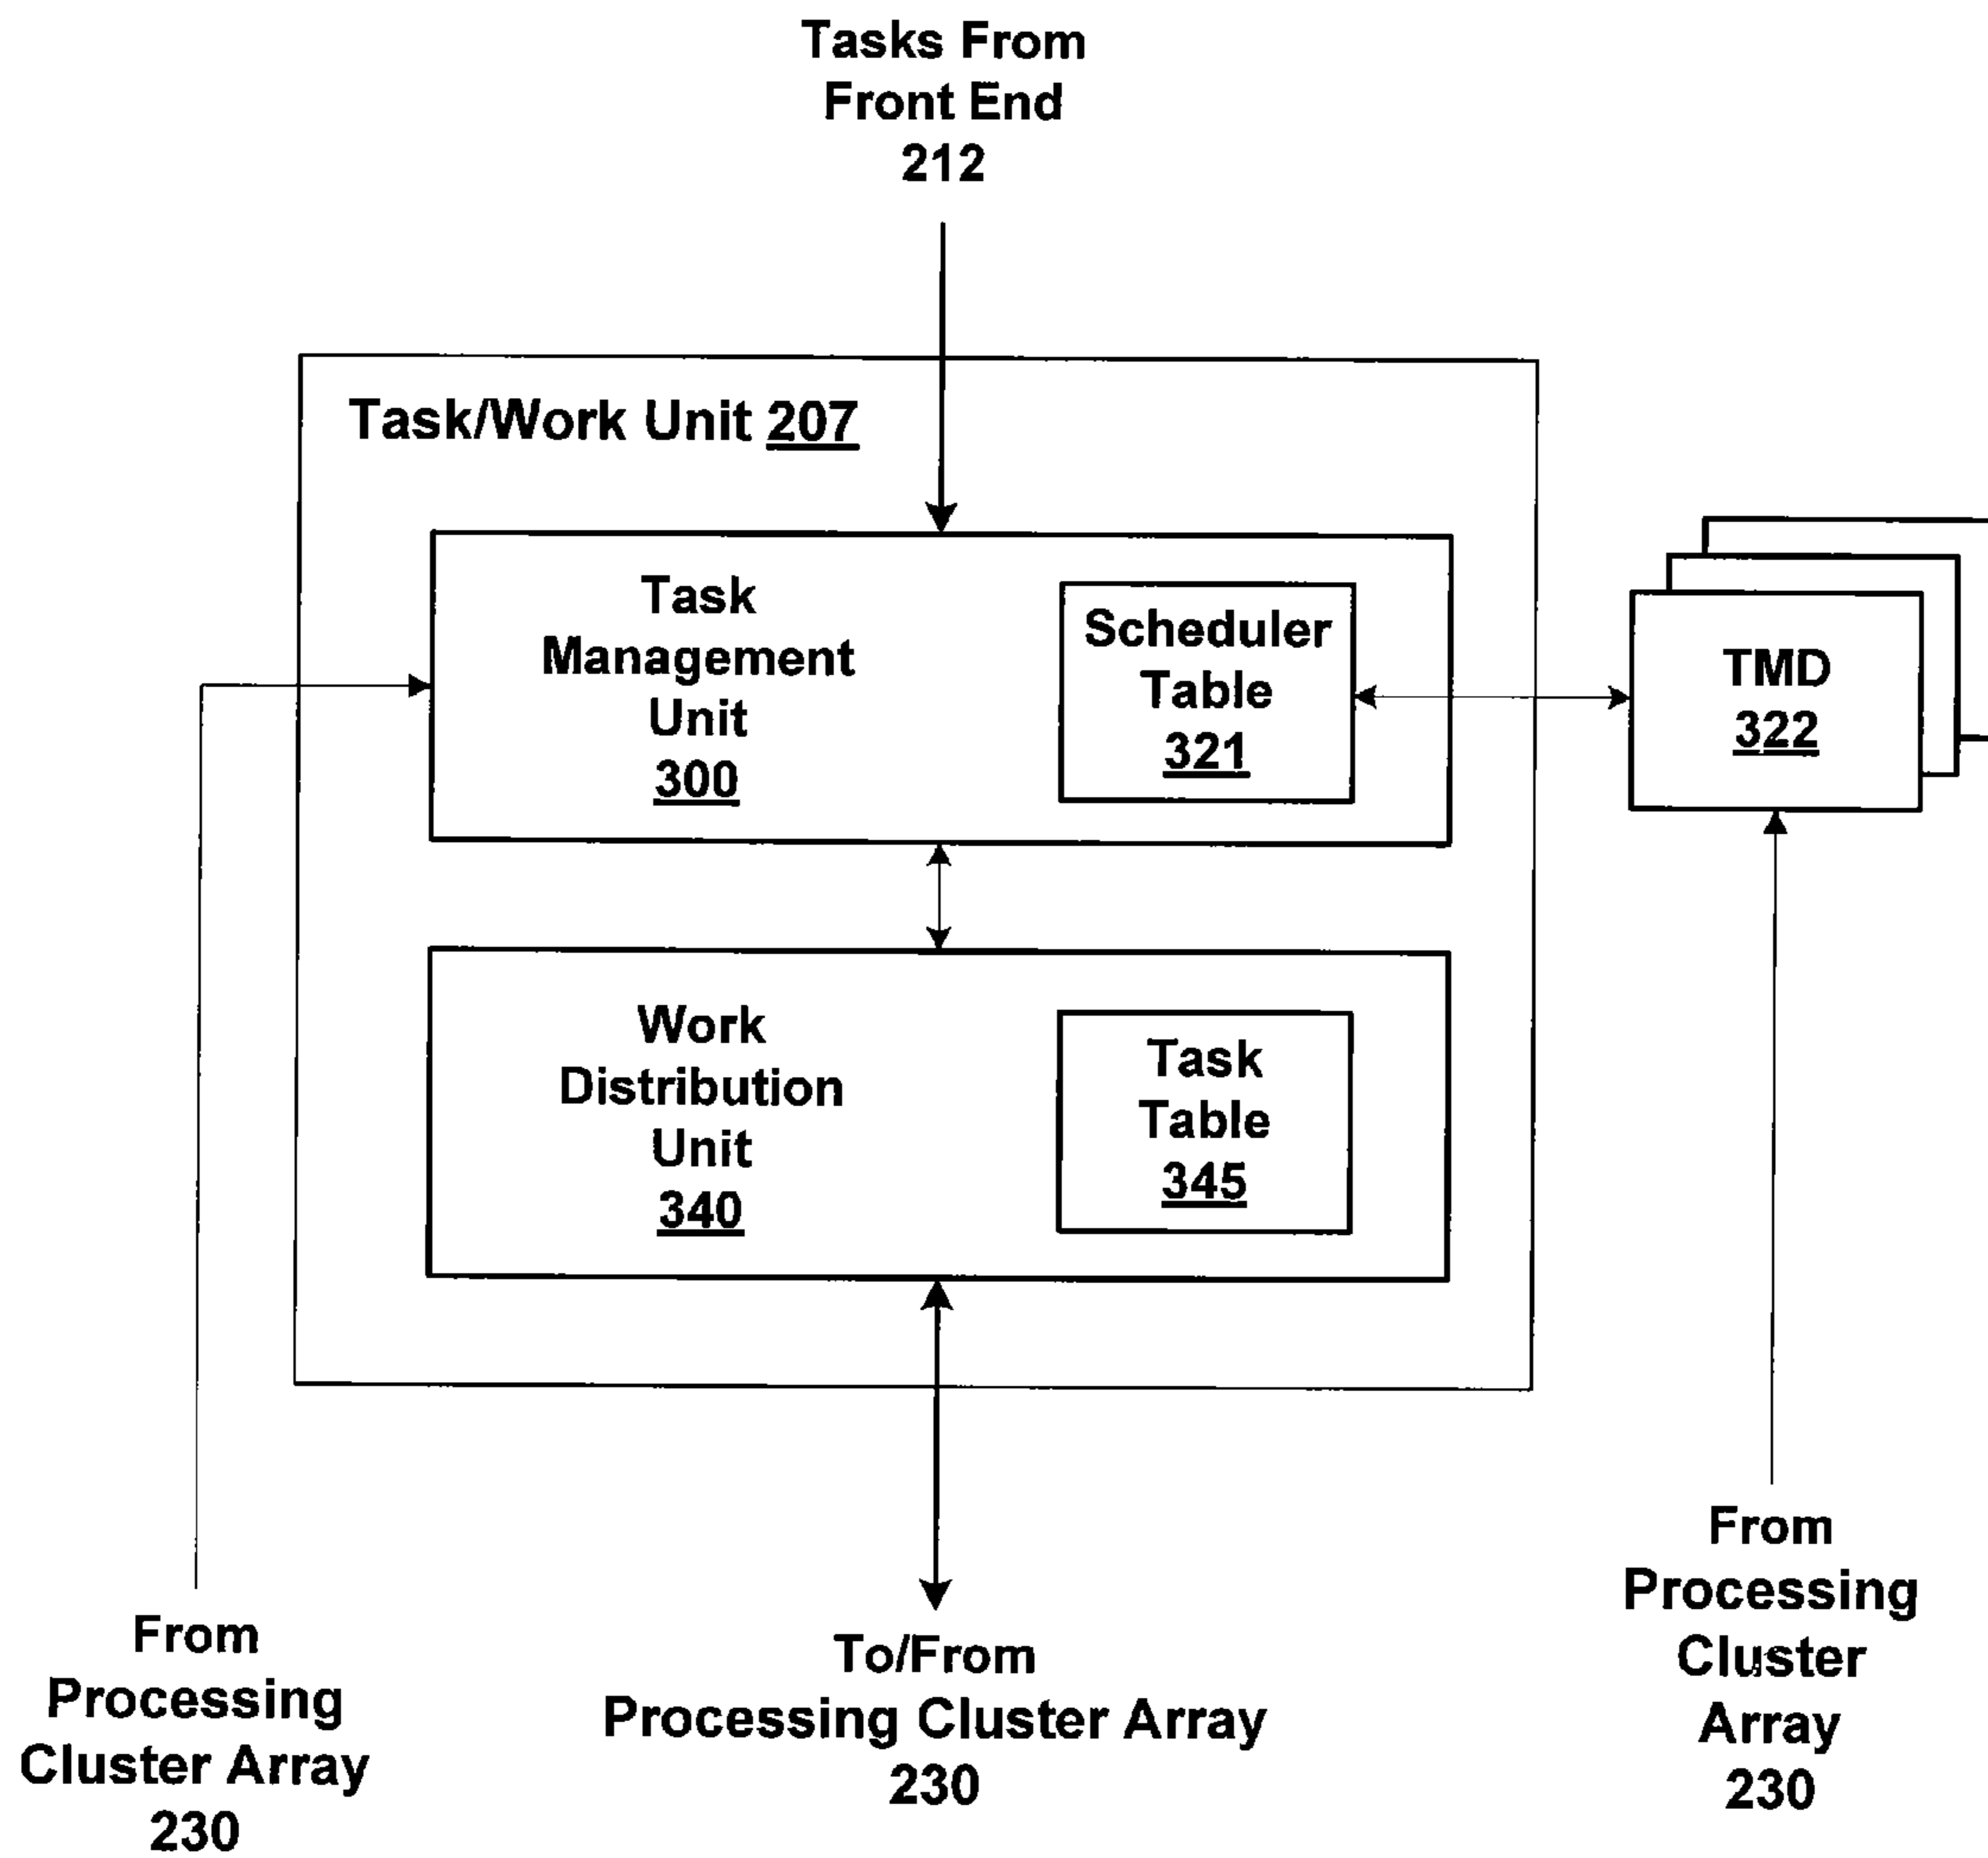 Tasks From
Front End
212
Task/Work Unit 207
Task
Management
Unit
300
Scheduler
Table
321
TMD
322
Work
Distribution
Unit
340
Task
Table
345
From
Processing
Cluster Array
230
To/From
Processing Cluster Array
230
From
Processing
Cluster
Array
230